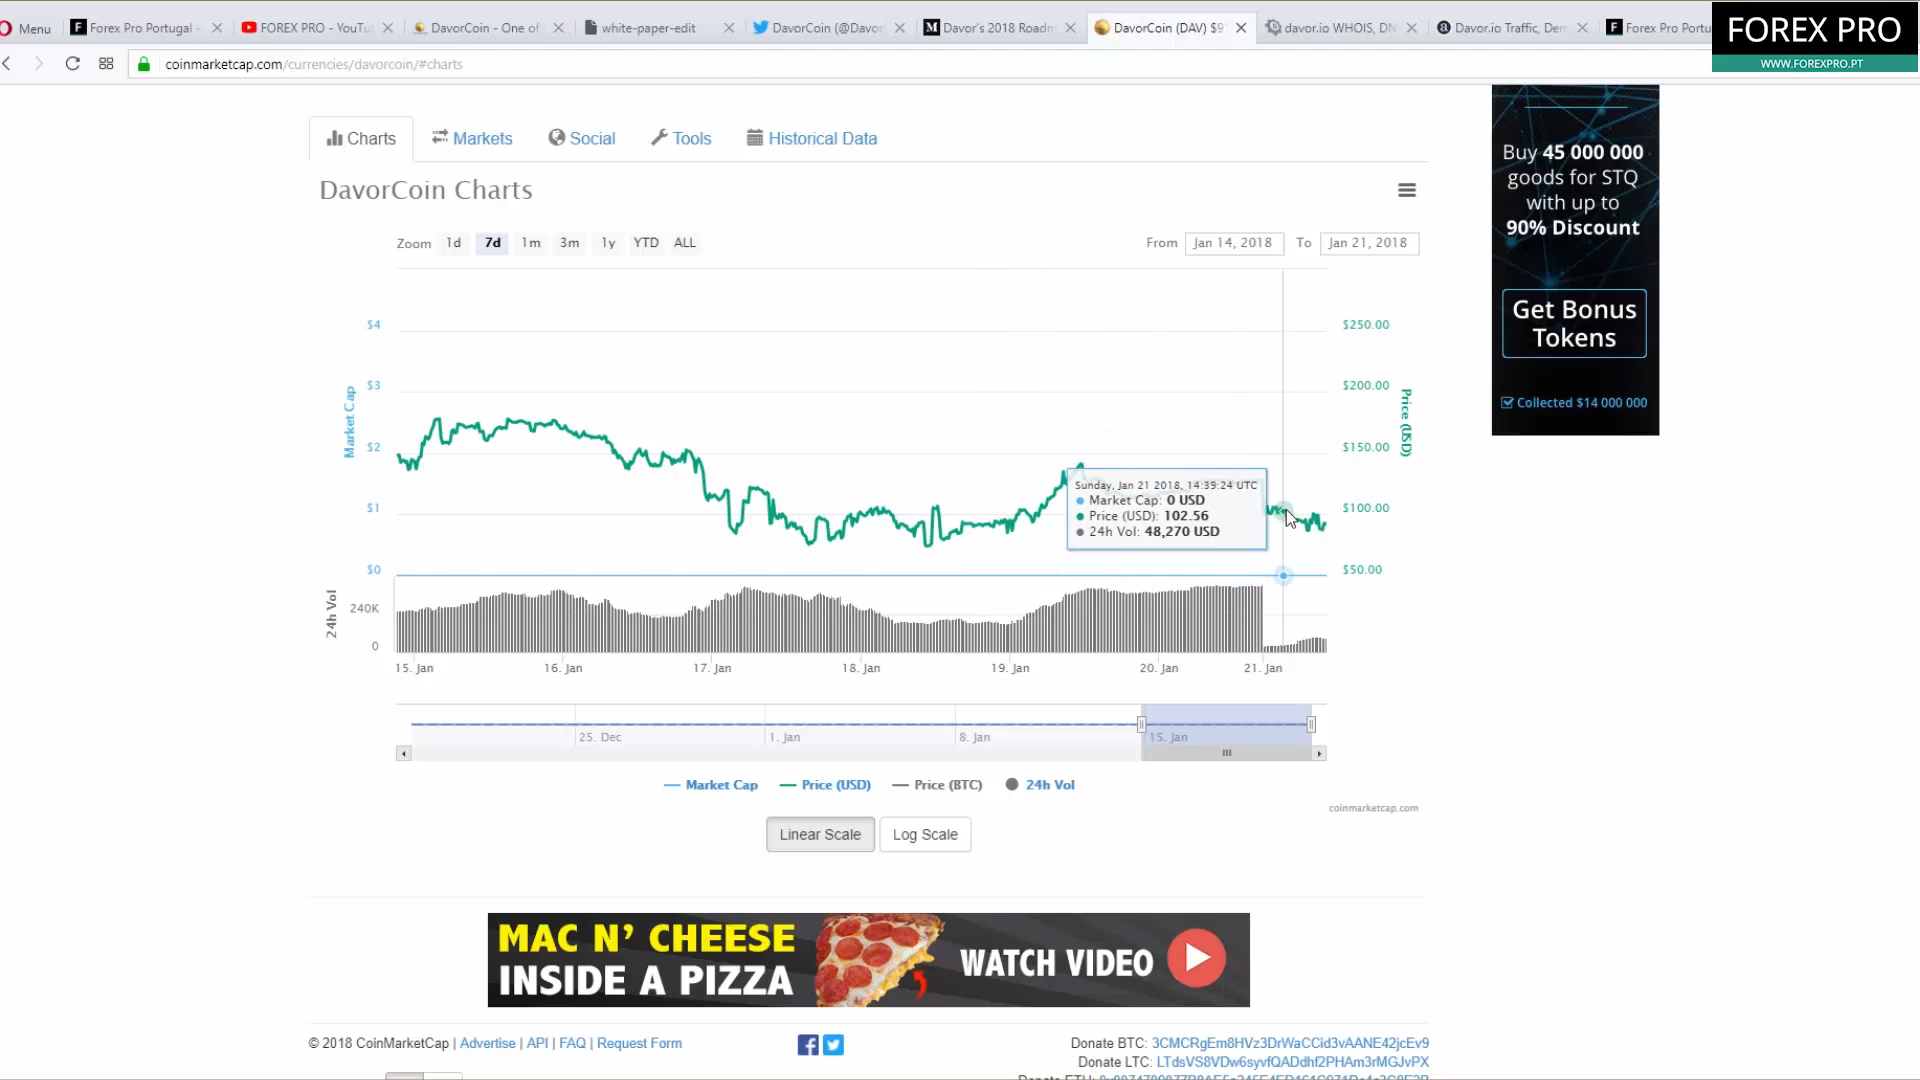 Menu
Forex Pro Portugal -
FOREX PRO - YouTu
DavorCoin - One of
white-paper-edit
DavorCoin (@Davor
Davor's 2018 Roadm
DavorCoin (DAV) $9
davor.io WHOIS, DN
Davor.io Traffic, Dem
Forex Pro Portu
FOREX PRO
WWW.FOREXPRO.PT
coinmarketcap.com/currencies/davorcoin/#charts
Charts
Markets
Social
Tools
Historical Data
DavorCoin Charts
Zoom 1d 7d 1m 3m 1y YTD ALL
From Jan 14, 2018 To Jan 21, 2018
$4
$3
$2
$1
$0
Market Cap
$250.00
$200.00
$150.00
$100.00
$50.00
Price (USD)
Sunday, Jan 21 2018, 14:39:24 UTC
Market Cap: 0 USD
Price (USD): 102.56
24h Vol: 48,270 USD
24h Vol
240K
0
15. Jan 16. Jan 17. Jan 18. Jan 19. Jan 20. Jan 21. Jan
25. Dec 1. Jan 8. Jan 15. Jan
Market Cap Price (USD) Price (BTC) 24h Vol
coinmarketcap.com
Linear Scale
Log Scale
Buy 45 000 000
goods for STQ
with up to
90% Discount
Get Bonus
Tokens
Collected $14 000 000
MAC N' CHEESE
INSIDE A PIZZA
WATCH VIDEO
© 2018 CoinMarketCap | Advertise | API | FAQ | Request Form
Donate BTC: 3CMCRgEm8HVz3DrWaCCid3vAANE42jcEv9
Donate LTC: LTdsVS8VDw6syvfQADdhf2PHAm3rMGJvPX